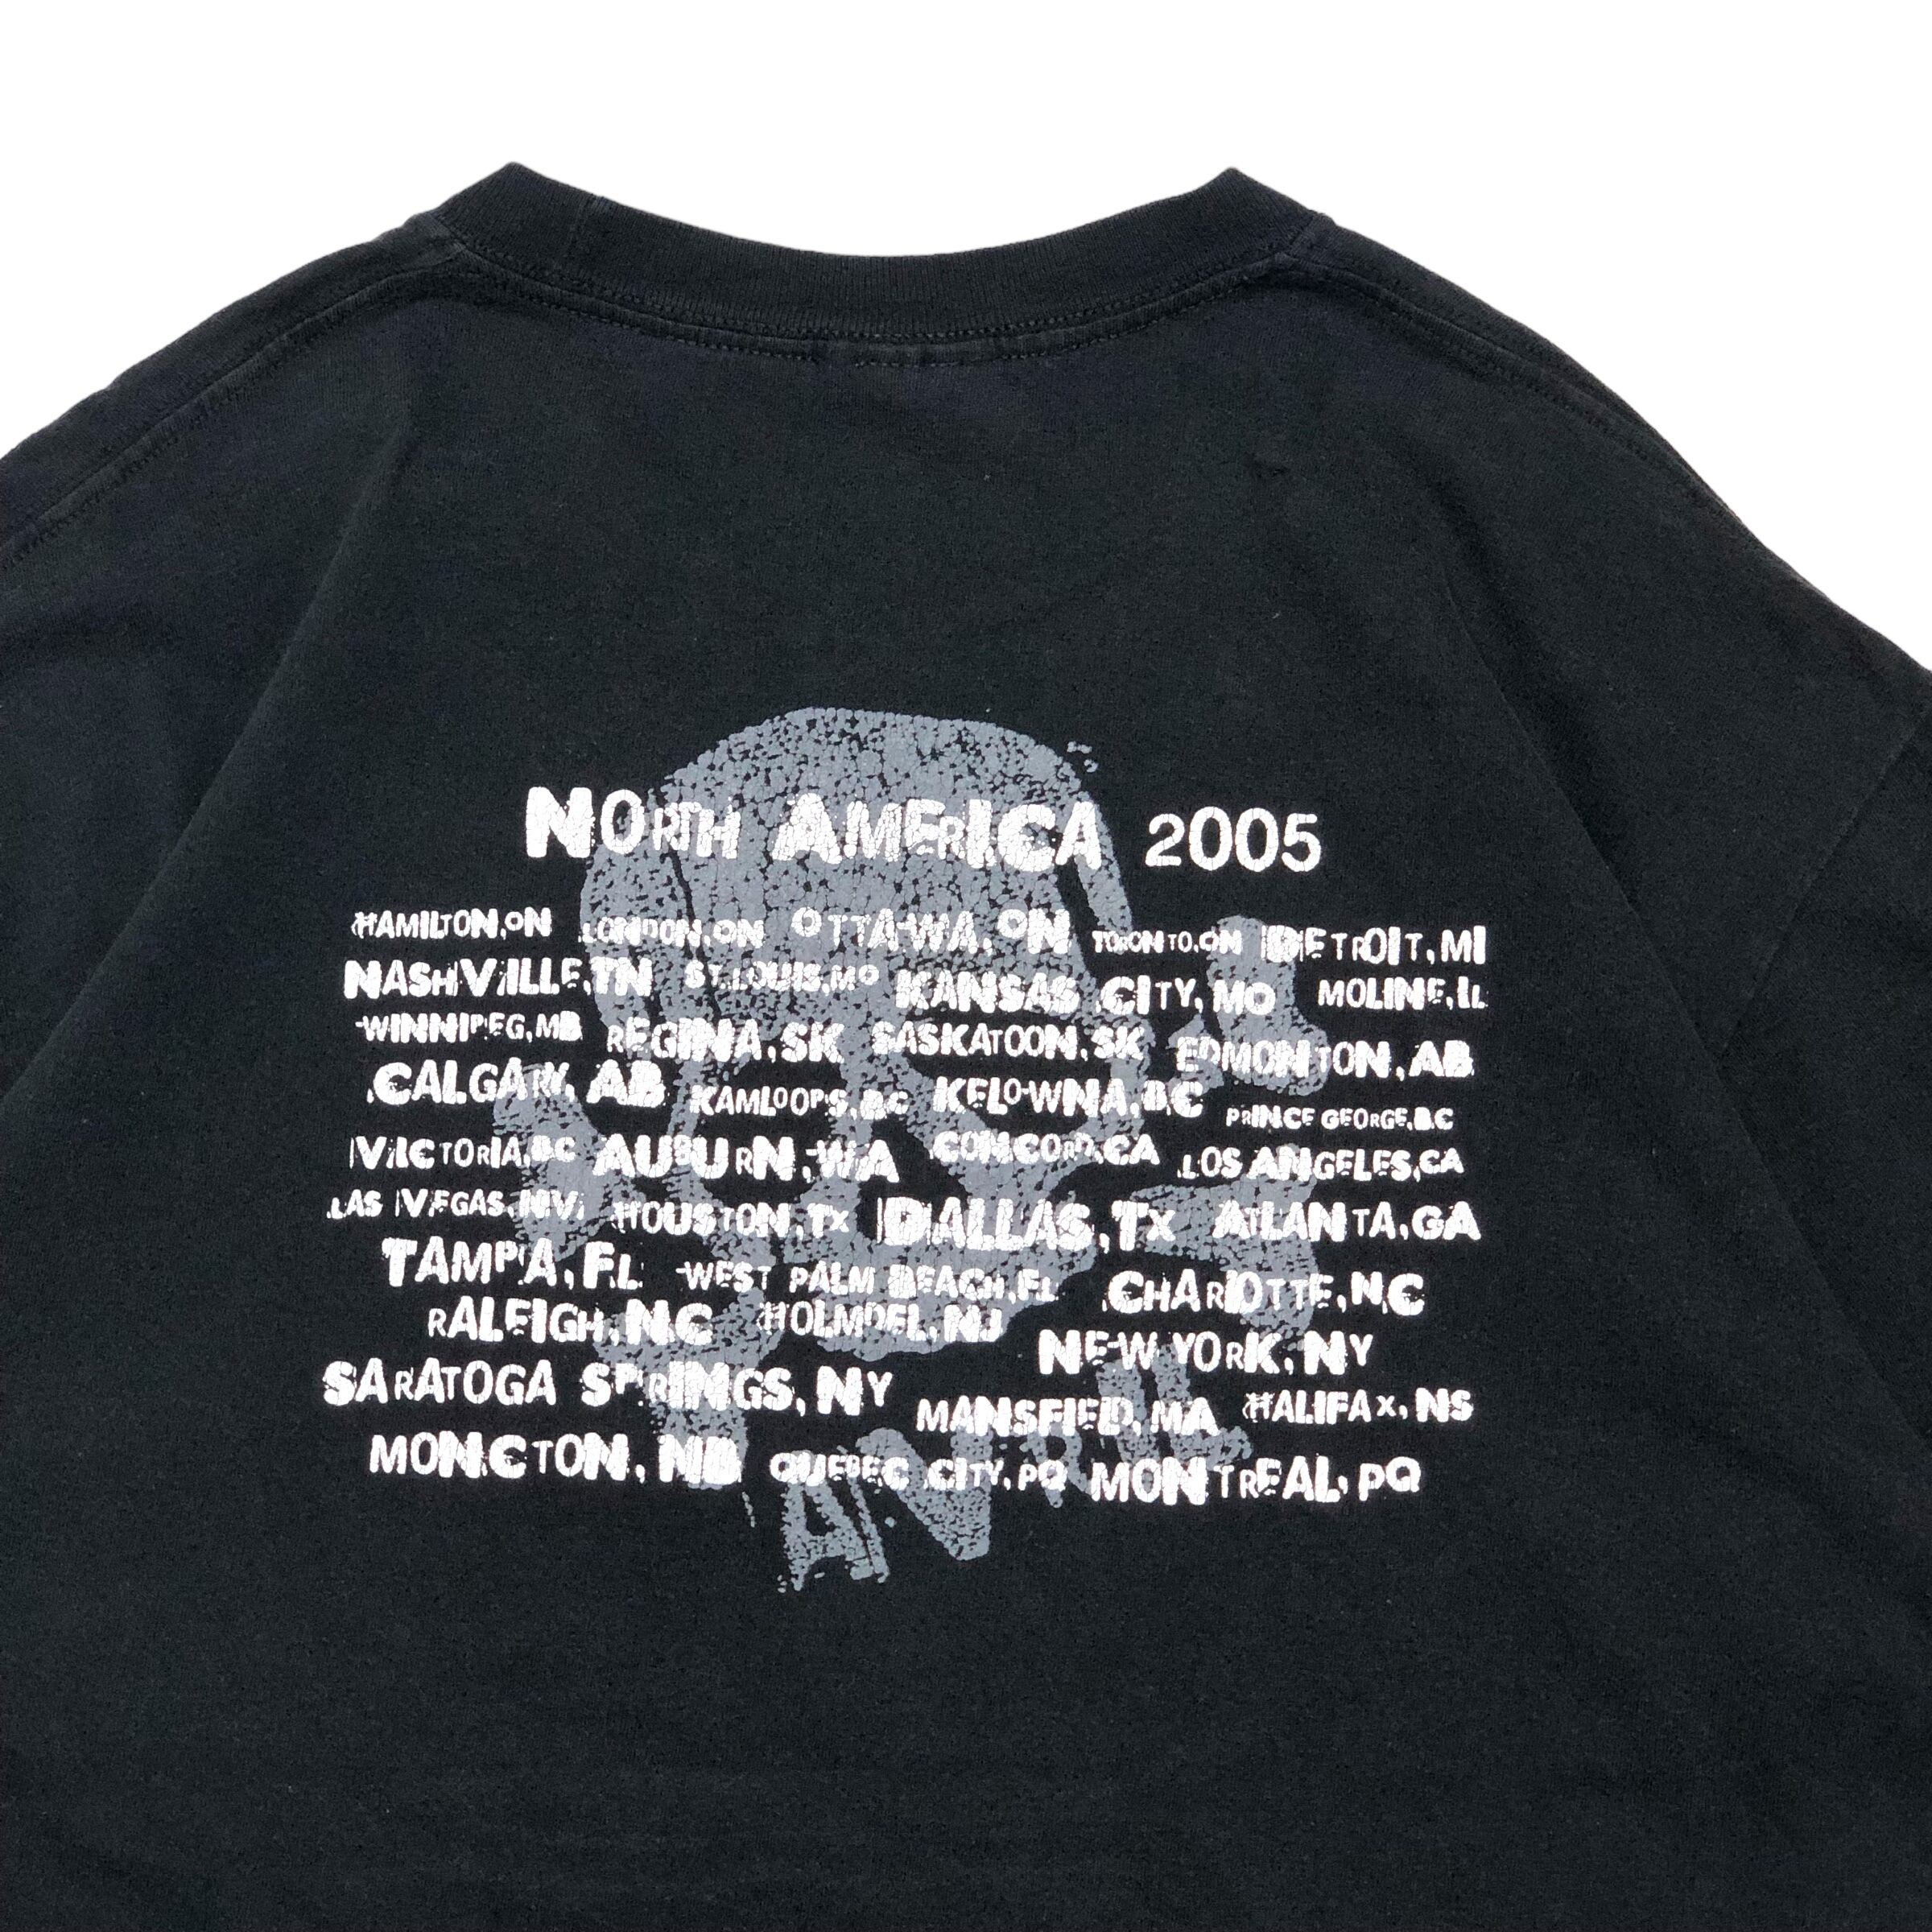 NORTH AMERICA 2005
HAMILTON,ON LONDON,ON OTTAWA,ON TORONTO,ON DETROIT,MI
NASHVILLE,TN ST.LOUIS,MO KANSAS CITY,MO MOLINE,IL
WINNIPEG,MB REGINA,SK SASKATOON,SK EDMONTON,AB
CALGARY,AB KAMLOOPS,BC KELOWNA,BC PRINCE GEORGE,BC
VICTORIA,BC AUBURN,WA CONCORD,CA LOS ANGELES,CA
LAS VEGAS,NV HOUSTON,TX DALLAS,TX ATLANTA,GA
TAMPA,FL WEST PALM BEACH,FL CHARLOTTE,NC
RALEIGH,NC HOLMDEL,NJ NEW YORK,NY
SARATOGA SPRINGS,NY MANSFIELD,MA HALIFAX,NS
MONCTON,NB QUEBEC CITY,PQ MONTREAL,PQ